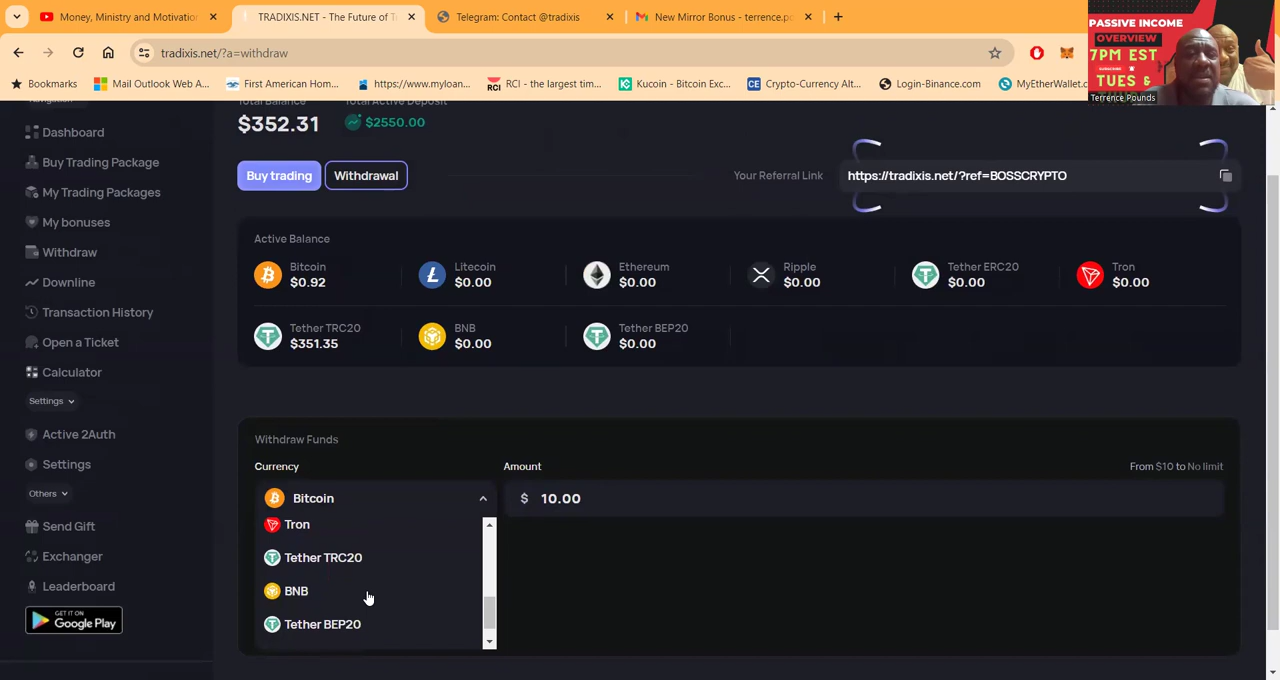 Money, Ministry and Motivation
TRADIXIS.NET - The Future of T
Telegram: Contact @tradixis
New Mirror Bonus - terrence.po
tradixis.net/?a=withdraw
Bookmarks
Mail Outlook Web A...
First American Hom...
https://www.myloan...
RCI - the largest tim...
Kucoin - Bitcoin Exc...
Crypto-Currency Alt...
Login-Binance.com
MyEtherWallet.c
PASSIVE INCOME
OVERVIEW
7PM EST
TUES &
Terrence Pounds
Navigation
Dashboard
Buy Trading Package
My Trading Packages
My bonuses
Withdraw
Downline
Transaction History
Open a Ticket
Calculator
Settings
Active 2Auth
Settings
Others
Send Gift
Exchanger
Leaderboard
GET IT ON
Google Play
Total Balance
Total Active Deposit
$352.31
$2550.00
Buy trading
Withdrawal
Your Referral Link
https://tradixis.net/?ref=BOSSCRYPTO
Active Balance
Bitcoin
$0.92
Litecoin
$0.00
Ethereum
$0.00
Ripple
$0.00
Tether ERC20
$0.00
Tron
$0.00
Tether TRC20
$351.35
BNB
$0.00
Tether BEP20
$0.00
Withdraw Funds
Currency
Amount
From $10 to No limit
Bitcoin
$ 10.00
Tron
Tether TRC20
BNB
Tether BEP20